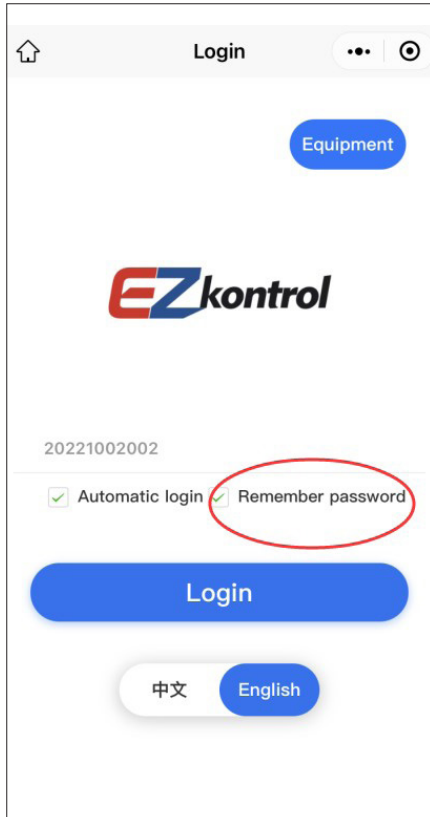 Login
Equipment
EZkontrol
20221002002
Automatic login Remember password
Login
中文 English